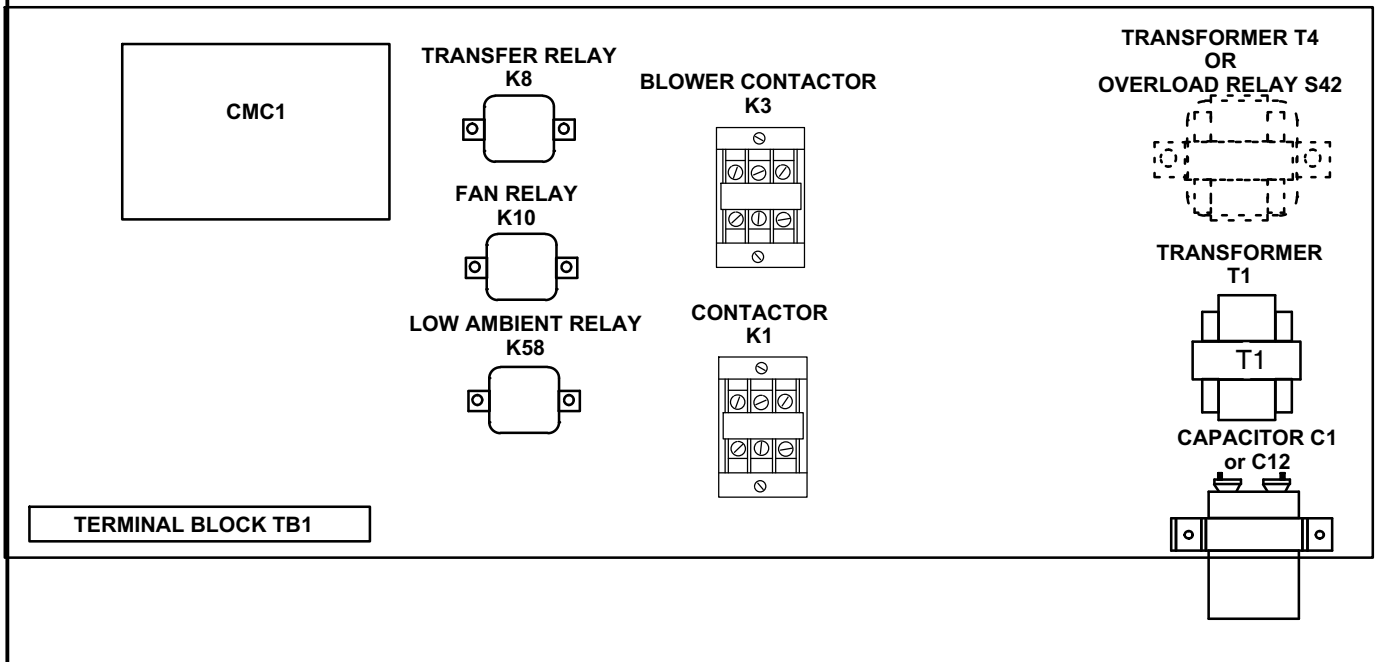 CMC1
TRANSFER RELAY
K8
FAN RELAY
K10
LOW AMBIENT RELAY
K58
BLOWER CONTACTOR
K3
CONTACTOR
K1
TRANSFORMER T4
OR
OVERLOAD RELAY S42
TRANSFORMER
T1
T1
CAPACITOR C1
or C12
TERMINAL BLOCK TB1